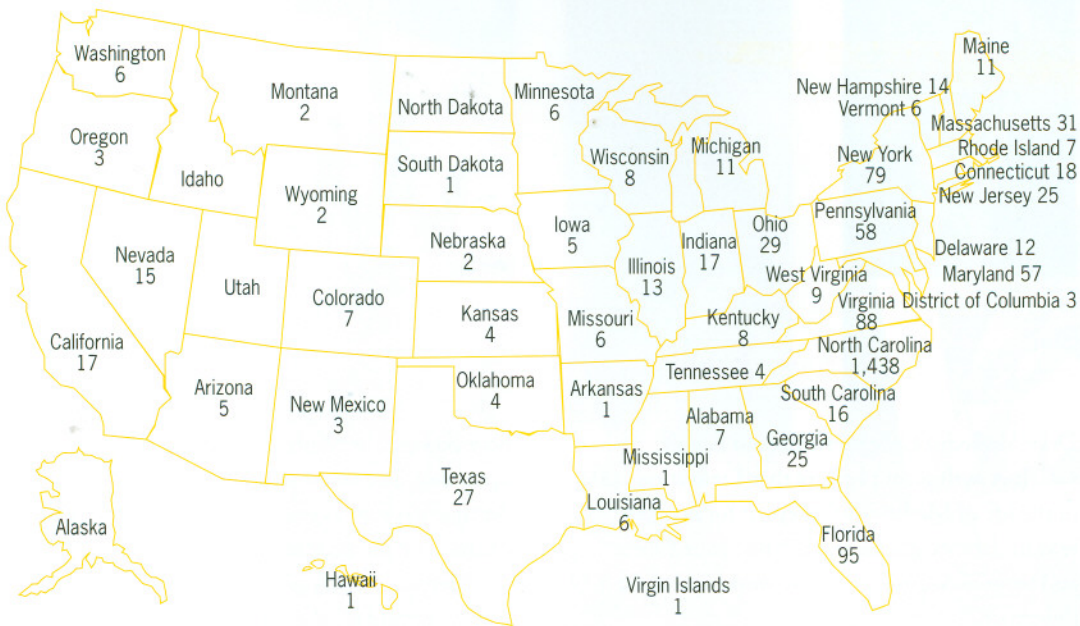 Washington
6
Oregon
3
California
17
Nevada
15
Idaho
Montana
2
Wyoming
2
Utah
Colorado
7
Arizona
5
New Mexico
3
North Dakota
South Dakota
1
Nebraska
2
Kansas
4
Oklahoma
4
Texas
27
Minnesota
6
Iowa
5
Missouri
6
Arkansas
1
Louisiana
6
Wisconsin
8
Illinois
13
Michigan
11
Indiana
17
Ohio
29
Kentucky
8
Tennessee 4
Mississippi
1
Alabama
7
Georgia
25
Florida
95
South Carolina
16
North Carolina
1,438
Virginia
88
West Virginia
9
District of Columbia 3
Maryland 57
Delaware 12
Pennsylvania
58
New Jersey 25
New York
79
Connecticut 18
Rhode Island 7
Massachusetts 31
Vermont 6
New Hampshire 14
Maine
11
Alaska
Hawaii
1
Virgin Islands
1